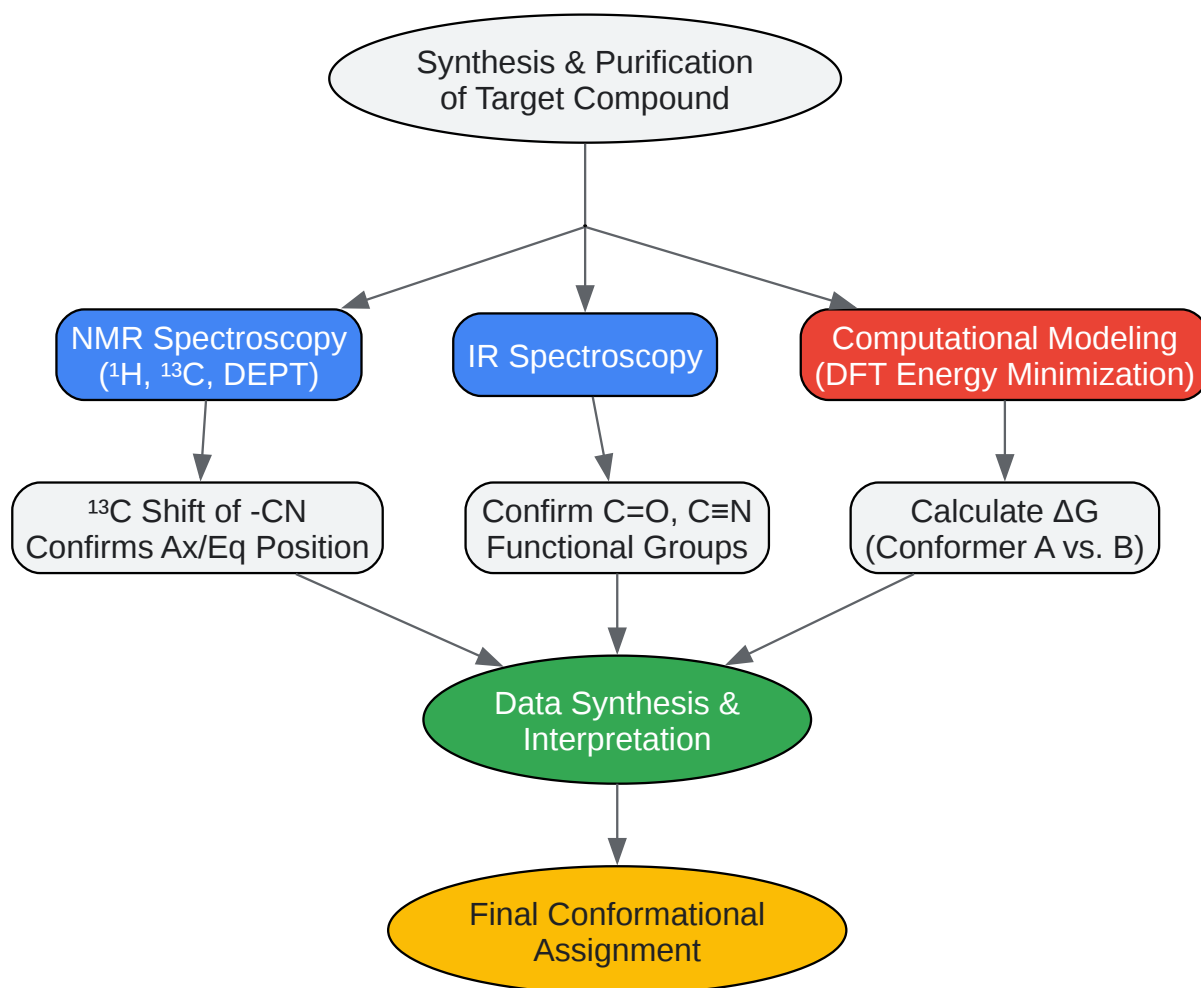 Synthesis & Purification
of Target Compound
NMR Spectroscopy
(¹H, ¹³C, DEPT)
IR Spectroscopy
Computational Modeling
(DFT Energy Minimization)
¹³C Shift of -CN
Confirms Ax/Eq Position
Confirm C=O, C≡N
Functional Groups
Calculate ΔG
(Conformer A vs. B)
Data Synthesis &
Interpretation
Final Conformational
Assignment